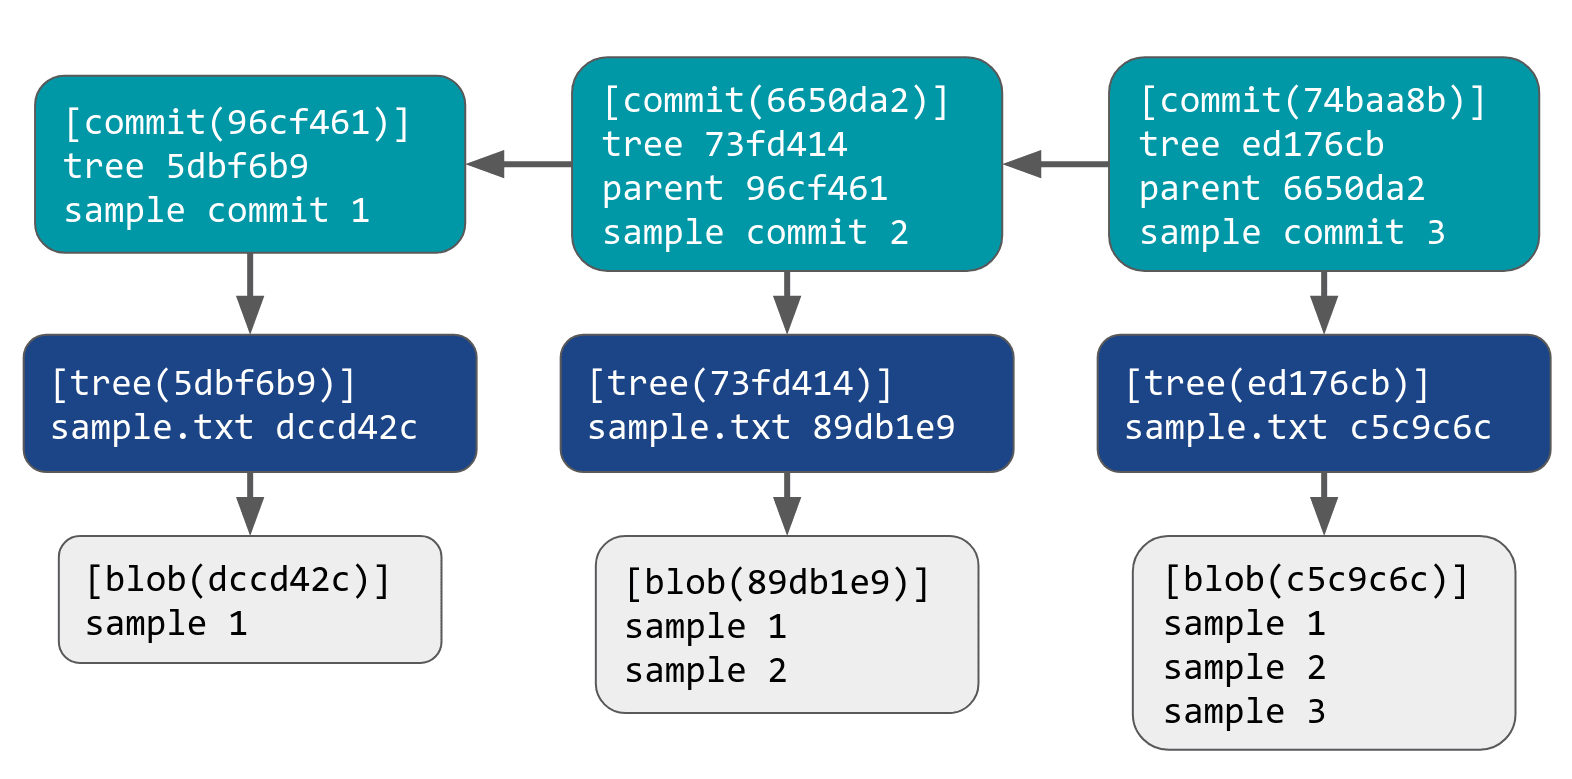 [commit(96cf461)]
tree 5dbf6b9
sample commit 1
[commit(6650da2)]
tree 73fd414
parent 96cf461
sample commit 2
[commit(74baa8b)]
tree ed176cb
parent 6650da2
sample commit 3
[tree(5dbf6b9)]
sample.txt dccd42c
[tree(73fd414)]
sample.txt 89db1e9
[tree(ed176cb)]
sample.txt c5c9c6c
[blob(dccd42c)]
sample 1
[blob(89db1e9)]
sample 1
sample 2
[blob(c5c9c6c)]
sample 1
sample 2
sample 3